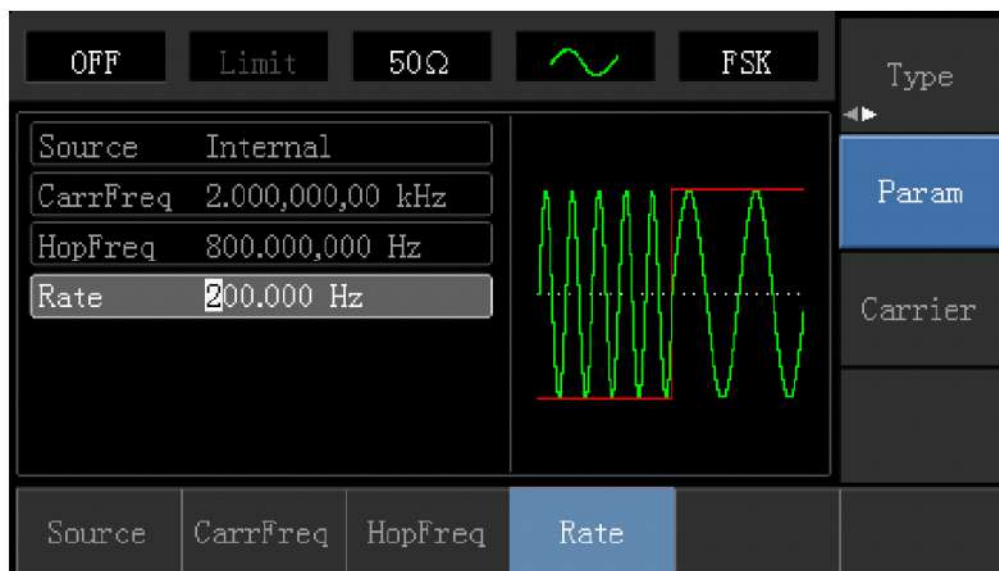 OFF Limit 50Ω FSK
Type
Source Internal
CarrFreq 2.000,000,00 kHz
Param
HopFreq 800.000,000 Hz
Rate 200.000 Hz
Carrier
Source CarrFreq HopFreq Rate